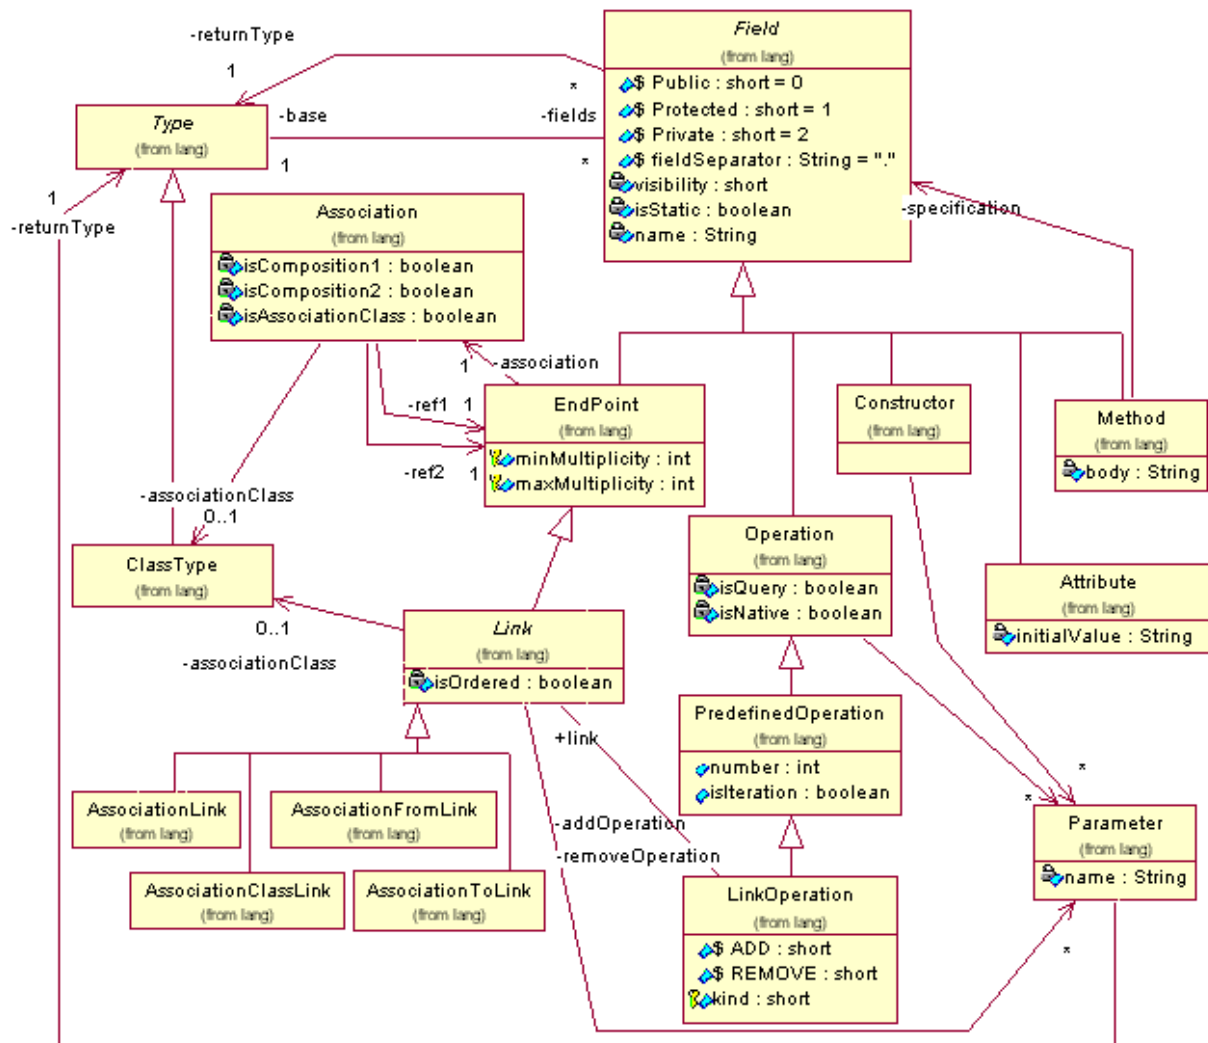 -returnType
1
*
Field
(from lang)
$ Public : short = 0
$ Protected : short = 1
$ Private : short = 2
$ fieldSeparator : String = "."
visibility : short
isStatic : boolean
name : String
Type
(from lang)
-base
1
-fields
*
1
-returnType
Association
(from lang)
isComposition1 : boolean
isComposition2 : boolean
isAssociationClass : boolean
-specification
1
-association
-ref1
1
-ref2
1
EndPoint
(from lang)
minMultiplicity : int
maxMultiplicity : int
Constructor
(from lang)
Method
(from lang)
body : String
-associationClass
0..1
ClassType
(from lang)
Operation
(from lang)
isQuery : boolean
isNative : boolean
Attribute
(from lang)
initialValue : String
0..1
-associationClass
Link
(from lang)
isOrdered : boolean
+link
PredefinedOperation
(from lang)
number : int
isIteration : boolean
*
*
AssociationLink
(from lang)
AssociationFromLink
(from lang)
AssociationClassLink
(from lang)
AssociationToLink
(from lang)
-addOperation
-removeOperation
Parameter
(from lang)
name : String
*
LinkOperation
(from lang)
$ ADD : short
$ REMOVE : short
kind : short